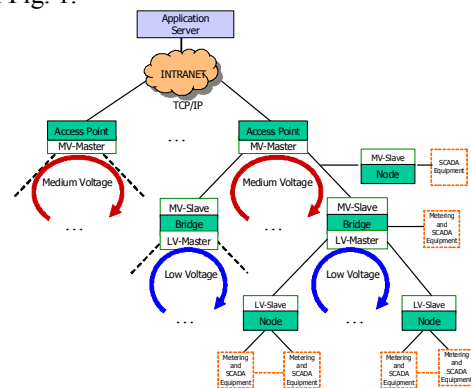 Fig. 1.
Application
Server
INTRANET
TCP/IP
Access Point
MV-Master
. . .
Access Point
MV-Master
Medium Voltage
. . .
Medium Voltage
. . .
MV-Slave
Node
SCADA
Equipment
MV-Slave
Bridge
LV-Master
MV-Slave
Bridge
LV-Master
Metering
and
SCADA
Equipment
Low Voltage
. . .
Low Voltage
. . .
LV-Slave
Node
LV-Slave
Node
Metering
and
SCADA
Equipment
Metering
and
SCADA
Equipment
Metering
and
SCADA
Equipment
Metering
and
SCADA
Equipment